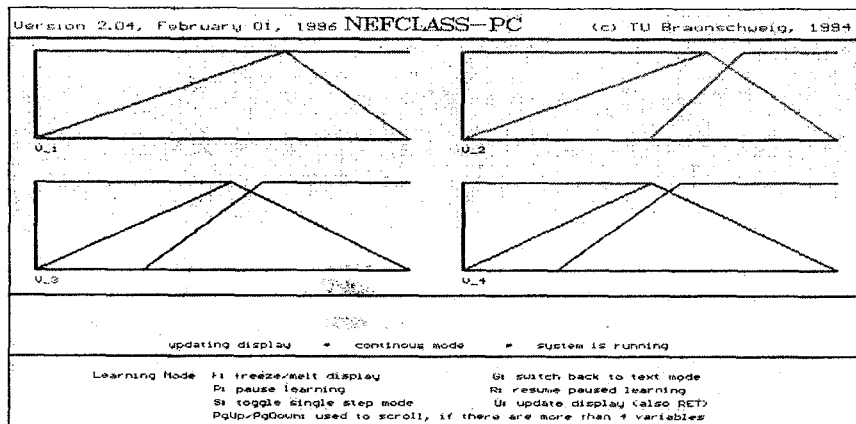 Version 2.04, February 01, 1996 NEFCLASS-PC (c) TU Braunschweig, 1994
V_1
V_2
V_3
V_4
updating display * continous mode * system is running
Learning Mode F: freeze/melt display G: switch back to text mode
P: pause learning R: resume paused learning
S: toggle single step mode U: update display (also RET)
PgUp/PgDown: used to scroll, if there are more than 4 variables